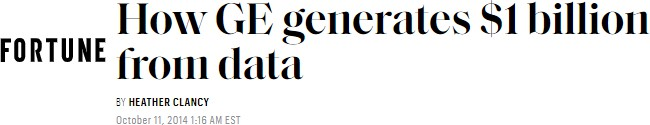 How GE generates $1 billion
FORTUNE
from data
BY HEATHER CLANCY
October 11, 2014 1:16 AM EST